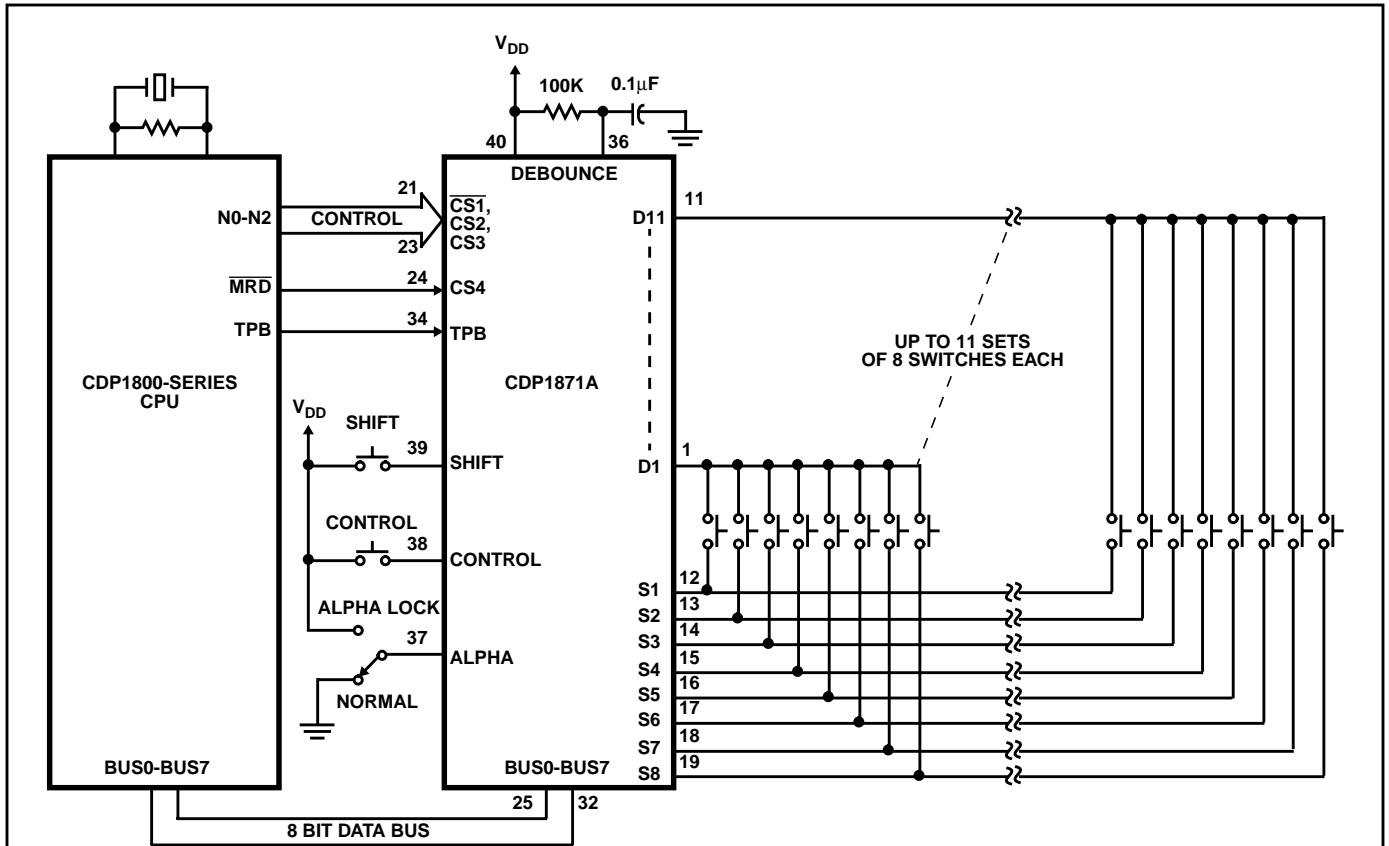 V_DD
100K
0.1μF
40
36
DEBOUNCE
21
N0-N2
CONTROL
23
CS1,
CS2,
CS3
11
D11
MRD
24
CS4
TPB
34
TPB
UP TO 11 SETS
OF 8 SWITCHES EACH
CDP1800-SERIES
CPU
CDP1871A
V_DD
SHIFT
39
SHIFT
1
D1
CONTROL
38
CONTROL
ALPHA LOCK
37
ALPHA
NORMAL
12
S1
13
S2
14
S3
15
S4
16
S5
17
S6
18
S7
19
S8
BUS0-BUS7
BUS0-BUS7
25
32
8 BIT DATA BUS